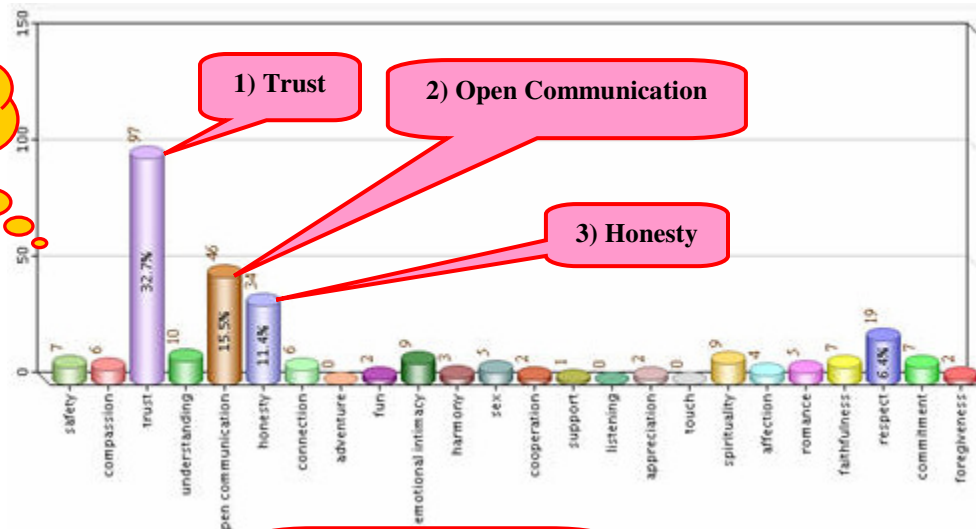 150
100
50
0
1) Trust
2) Open Communication
3) Honesty
7
6
97
10
46
34
6
0
2
9
3
5
2
1
0
2
0
9
4
5
7
19
7
2
32.7%
15.5%
11.4%
6.4%
safety
compassion
trust
understanding
pen communication
honesty
connection
adventure
fun
emotional intimacy
harmony
sex
cooperation
support
listening
appreciation
touch
spirituality
affection
romance
faithfulness
respect
commitment
foregiveness